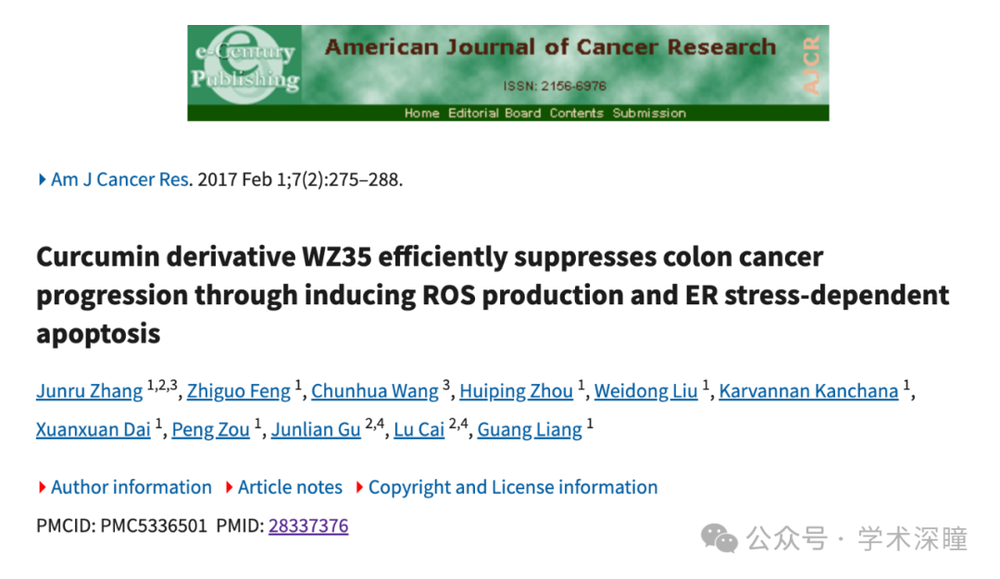 e-Century
Publishing
American Journal of Cancer Research
ISSN: 2156-6976
AJCR
Home Editorial Board Contents Submission
Am J Cancer Res. 2017 Feb 1;7(2):275–288.
Curcumin derivative WZ35 efficiently suppresses colon cancer
progression through inducing ROS production and ER stress-dependent
apoptosis
Junru Zhang 1,2,3, Zhiguo Feng 1, Chunhua Wang 3, Huiping Zhou 1, Weidong Liu 1, Karvannan Kanchana 1,
Xuanxuan Dai 1, Peng Zou 1, Junlian Gu 2,4, Lu Cai 2,4, Guang Liang 1
Author information Article notes Copyright and License information
PMCID: PMC5336501 PMID: 28337376
公众号 · 学术深瞳